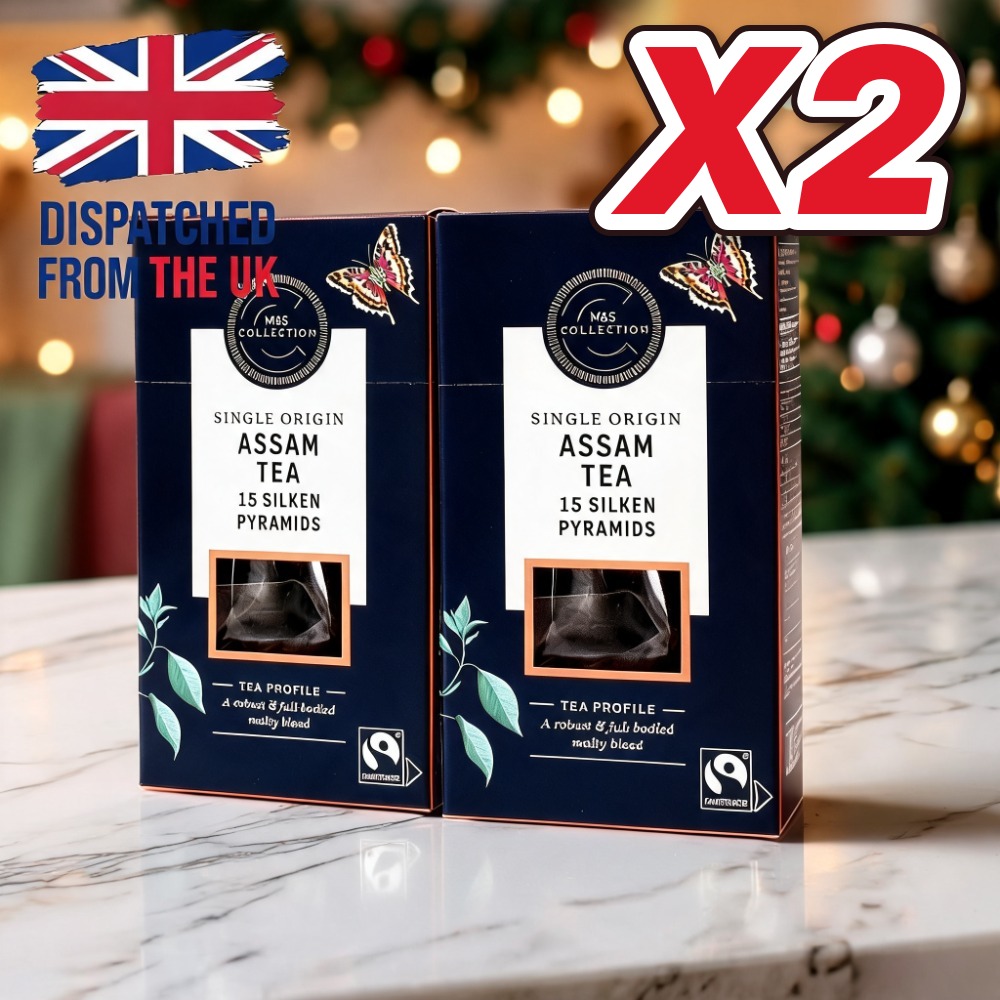 DISPATCHED
FROM THE UK
X2
M&S
COLLECTION
SINGLE ORIGIN
ASSAM
TEA
15 SILKEN
PYRAMIDS
TEA PROFILE
A robust & full-bodied
malty blend
M&S
COLLECTION
SINGLE ORIGIN
ASSAM
TEA
15 SILKEN
PYRAMIDS
TEA PROFILE
A robust & full-bodied
malty blend